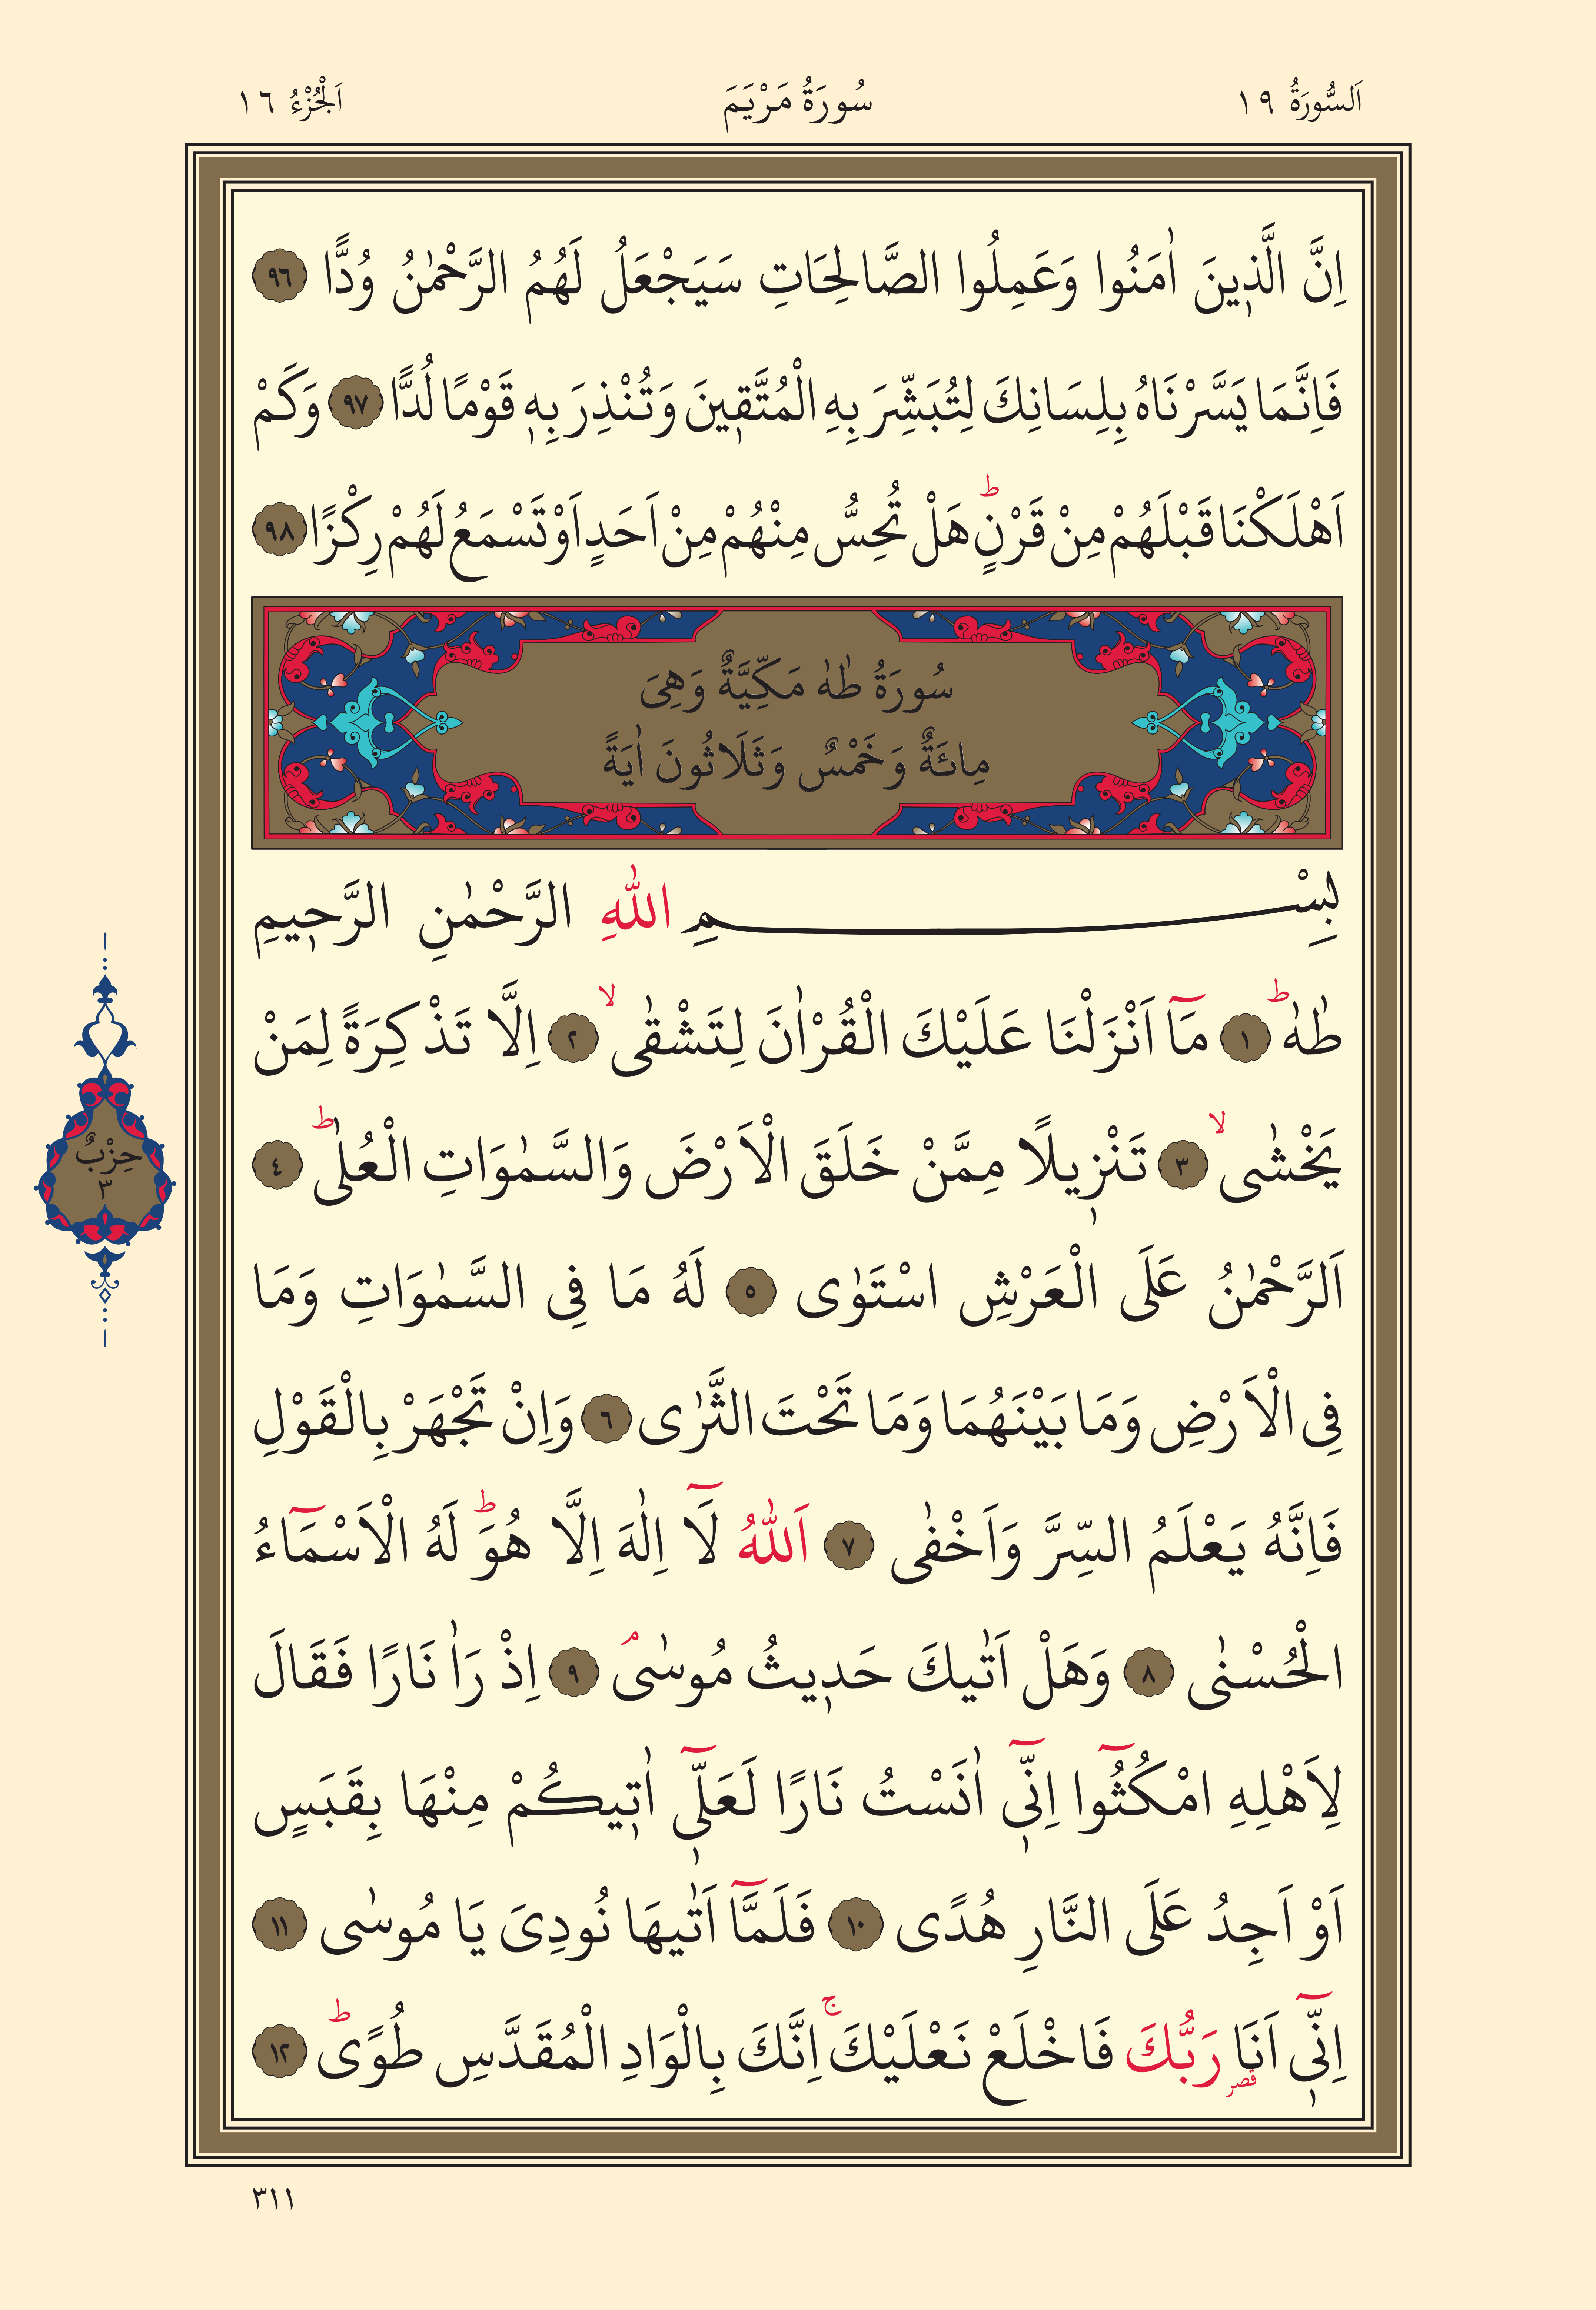 اَلسُّورَةُ ١٩ سُورَةُ مَرْيَمَ اَلْجُزْءُ ١٦
اِنَّ الَّذٖينَ اٰمَنُوا وَعَمِلُوا الصَّالِحَاتِ سَيَجْعَلُ لَهُمُ الرَّحْمٰنُ وُدًّا ٩٦
فَاِنَّمَا يَسَّرْنَاهُ بِلِسَانِكَ لِتُبَشِّرَ بِهِ الْمُتَّقٖينَ وَتُنْذِرَ بِهٖ قَوْمًا لُدًّا ٩٧ وَكَمْ
اَهْلَكْنَا قَبْلَهُمْ مِنْ قَرْنٍؕ هَلْ تُحِسُّ مِنْهُمْ مِنْ اَحَدٍ اَوْ تَسْمَعُ لَهُمْ رِكْزًا ٩٨
سُورَةُ طٰهٰ مَكِّيَّةٌ وَهِىَ
مِائَةٌ وَخَمْسٌ وَثَلَاثُونَ اٰيَةً
بِسْمِ اللّٰهِ الرَّحْمٰنِ الرَّحٖيمِ
طٰهٰؕ ١ مَٓا اَنْزَلْنَا عَلَيْكَ الْقُرْاٰنَ لِتَشْقٰىۙ ٢ اِلَّا تَذْكِرَةً لِمَنْ
يَخْشٰىۙ ٣ تَنْزٖيلًا مِمَّنْ خَلَقَ الْاَرْضَ وَالسَّمٰوَاتِ الْعُلٰىؕ ٤
حِزْبٌ
٣
اَلرَّحْمٰنُ عَلَى الْعَرْشِ اسْتَوٰى ٥ لَهُ مَا فِى السَّمٰوَاتِ وَمَا
فِى الْاَرْضِ وَمَا بَيْنَهُمَا وَمَا تَحْتَ الثَّرٰى ٦ وَاِنْ تَجْهَرْ بِالْقَوْلِ
فَاِنَّهُ يَعْلَمُ السِّرَّ وَاَخْفٰى ٧ اَللّٰهُ لَٓا اِلٰهَ اِلَّا هُوَؕ لَهُ الْاَسْمَٓاءُ
الْحُسْنٰى ٨ وَهَلْ اَتٰيكَ حَدٖيثُ مُوسٰىۘ ٩ اِذْ رَاٰ نَارًا فَقَالَ
لِاَهْلِهِ امْكُثُٓوا اِنّٖٓى اٰنَسْتُ نَارًا لَعَلّٖٓى اٰتٖيكُمْ مِنْهَا بِقَبَسٍ
اَوْ اَجِدُ عَلَى النَّارِ هُدًى ١٠ فَلَمَّٓا اَتٰيهَا نُودِىَ يَا مُوسٰى ١١
اِنّٖٓى اَنَا قصر رَبُّكَ فَاخْلَعْ نَعْلَيْكَۚ اِنَّكَ بِالْوَادِ الْمُقَدَّسِ طُوًىؕ ١٢
٣١١